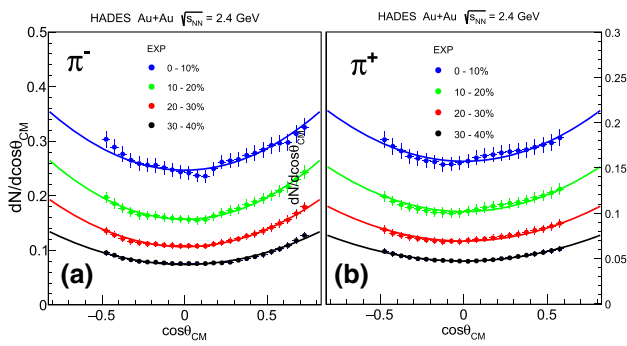 HADES Au+Au √s_NN = 2.4 GeV
π⁻
EXP
0 - 10%
10 - 20%
20 - 30%
30 - 40%
(a)
dN/dcosθ_CM
0.5
0.4
0.3
0.2
0.1
0
−0.5 0 0.5
cosθ_CM
HADES Au+Au √s_NN = 2.4 GeV
π⁺
EXP
0 - 10%
10 - 20%
20 - 30%
30 - 40%
(b)
dN/dcosθ_CM
0.3
0.25
0.2
0.15
0.1
0.05
0
−0.5 0 0.5
cosθ_CM